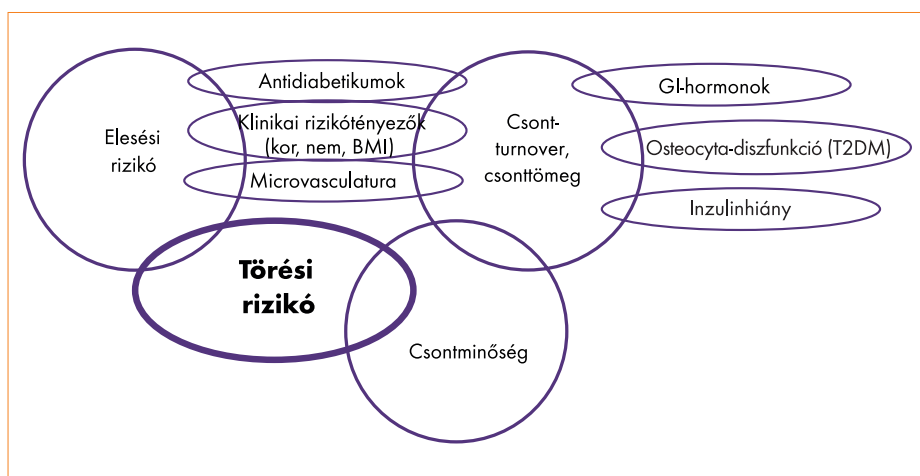 Elesési
rizikó
Antidiabetikumok
Klinikai rizikótényezők
(kor, nem, BMI)
Microvasculatura
Csont-
turnover,
csonttömeg
GI-hormonok
Osteocyta-diszfunkció (T2DM)
Inzulinhiány
Törési
rizikó
Csontminőség